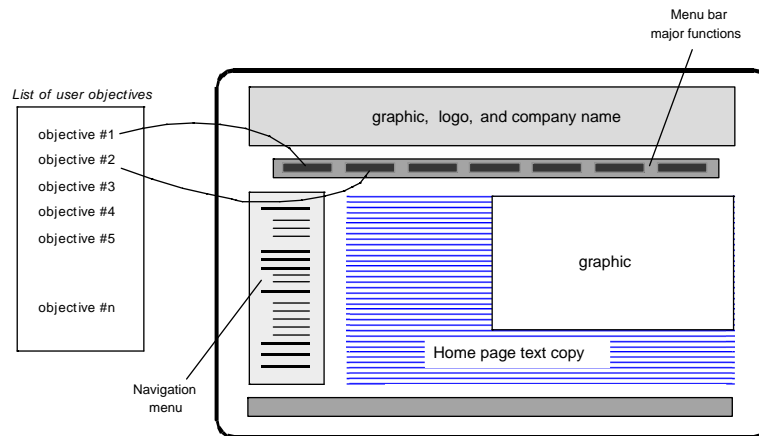 Menu bar
major functions
List of user objectives
graphic, logo, and company name
objective #1
objective #2
objective #3
objective #4
objective #5
graphic
objective #n
Home page text copy
Navigation
menu